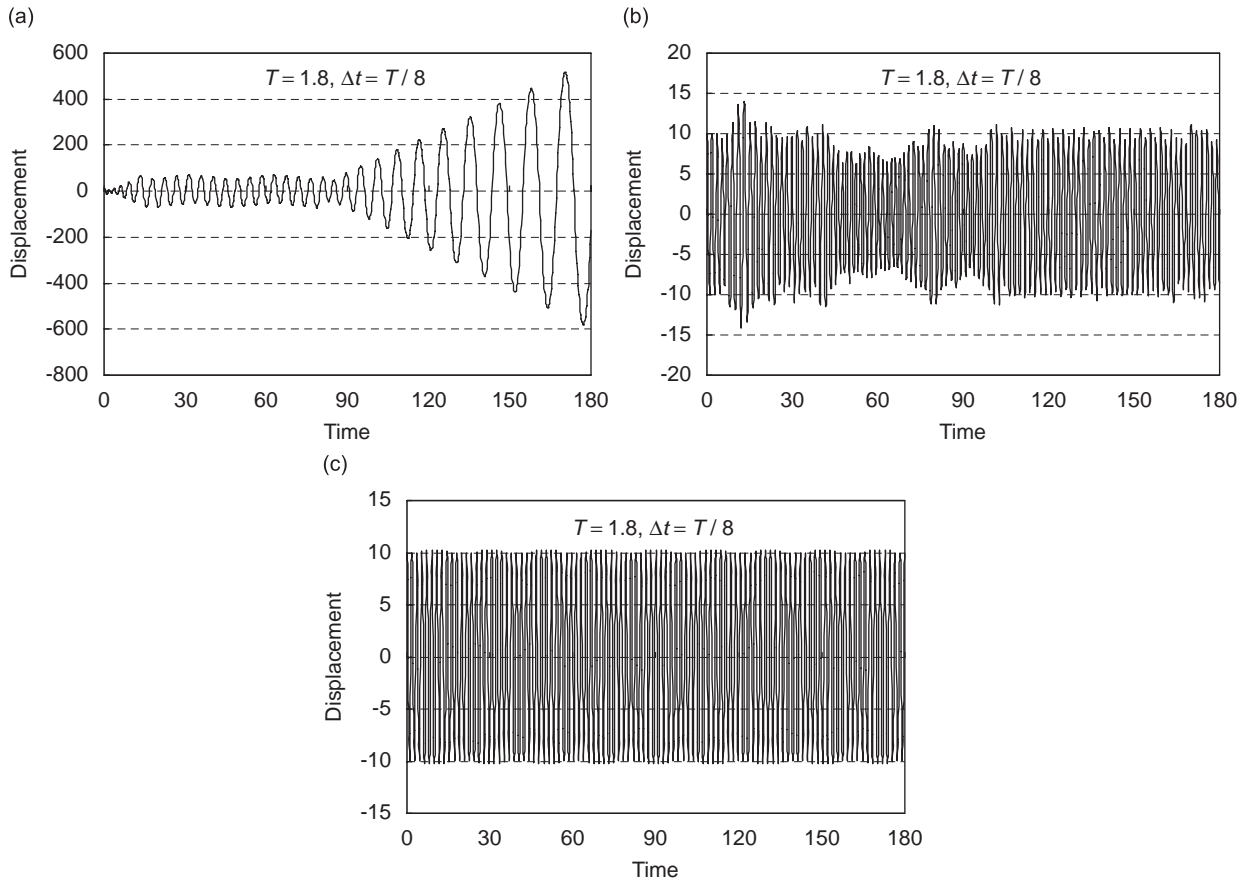 (a)
T = 1.8, Δt = T / 8
600
400
200
0
-200
-400
-600
-800
Displacement
0 30 60 90 120 150 180
Time
(b)
T = 1.8, Δt = T / 8
20
15
10
5
0
-5
-10
-15
-20
Displacement
0 30 60 90 120 150 180
Time
(c)
T = 1.8, Δt = T / 8
15
10
5
0
-5
-10
-15
Displacement
0 30 60 90 120 150 180
Time